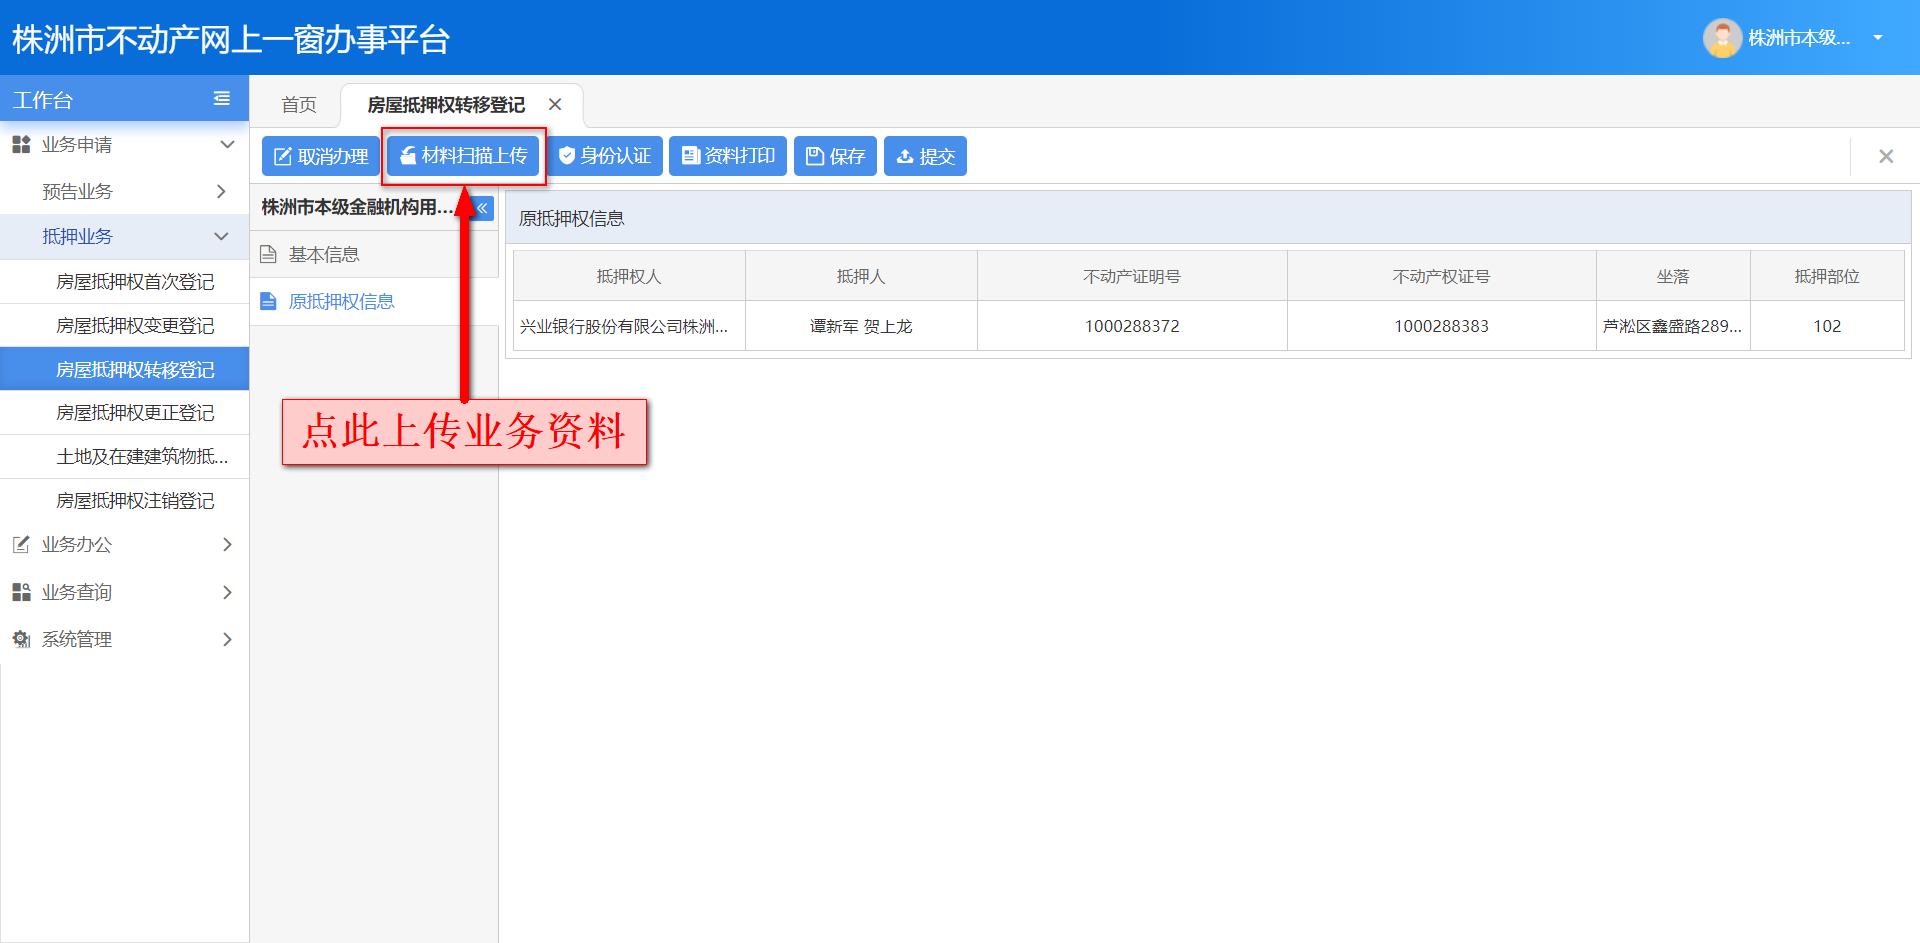 株洲市不动产网上一窗办事平台
株洲市本级...
工作台
首页
房屋抵押权转移登记
业务申请
预告业务
抵押业务
房屋抵押权首次登记
房屋抵押权变更登记
房屋抵押权转移登记
房屋抵押权更正登记
土地及在建建筑物抵...
房屋抵押权注销登记
业务办公
业务查询
系统管理
取消办理
材料扫描上传
身份认证
资料打印
保存
提交
株洲市本级金融机构用...
基本信息
原抵押权信息
原抵押权信息
抵押权人 抵押人 不动产证明号 不动产权证号 坐落 抵押部位
兴业银行股份有限公司株洲... 谭新军 贺上龙 1000288372 1000288383 芦淞区鑫盛路289... 102
点此上传业务资料